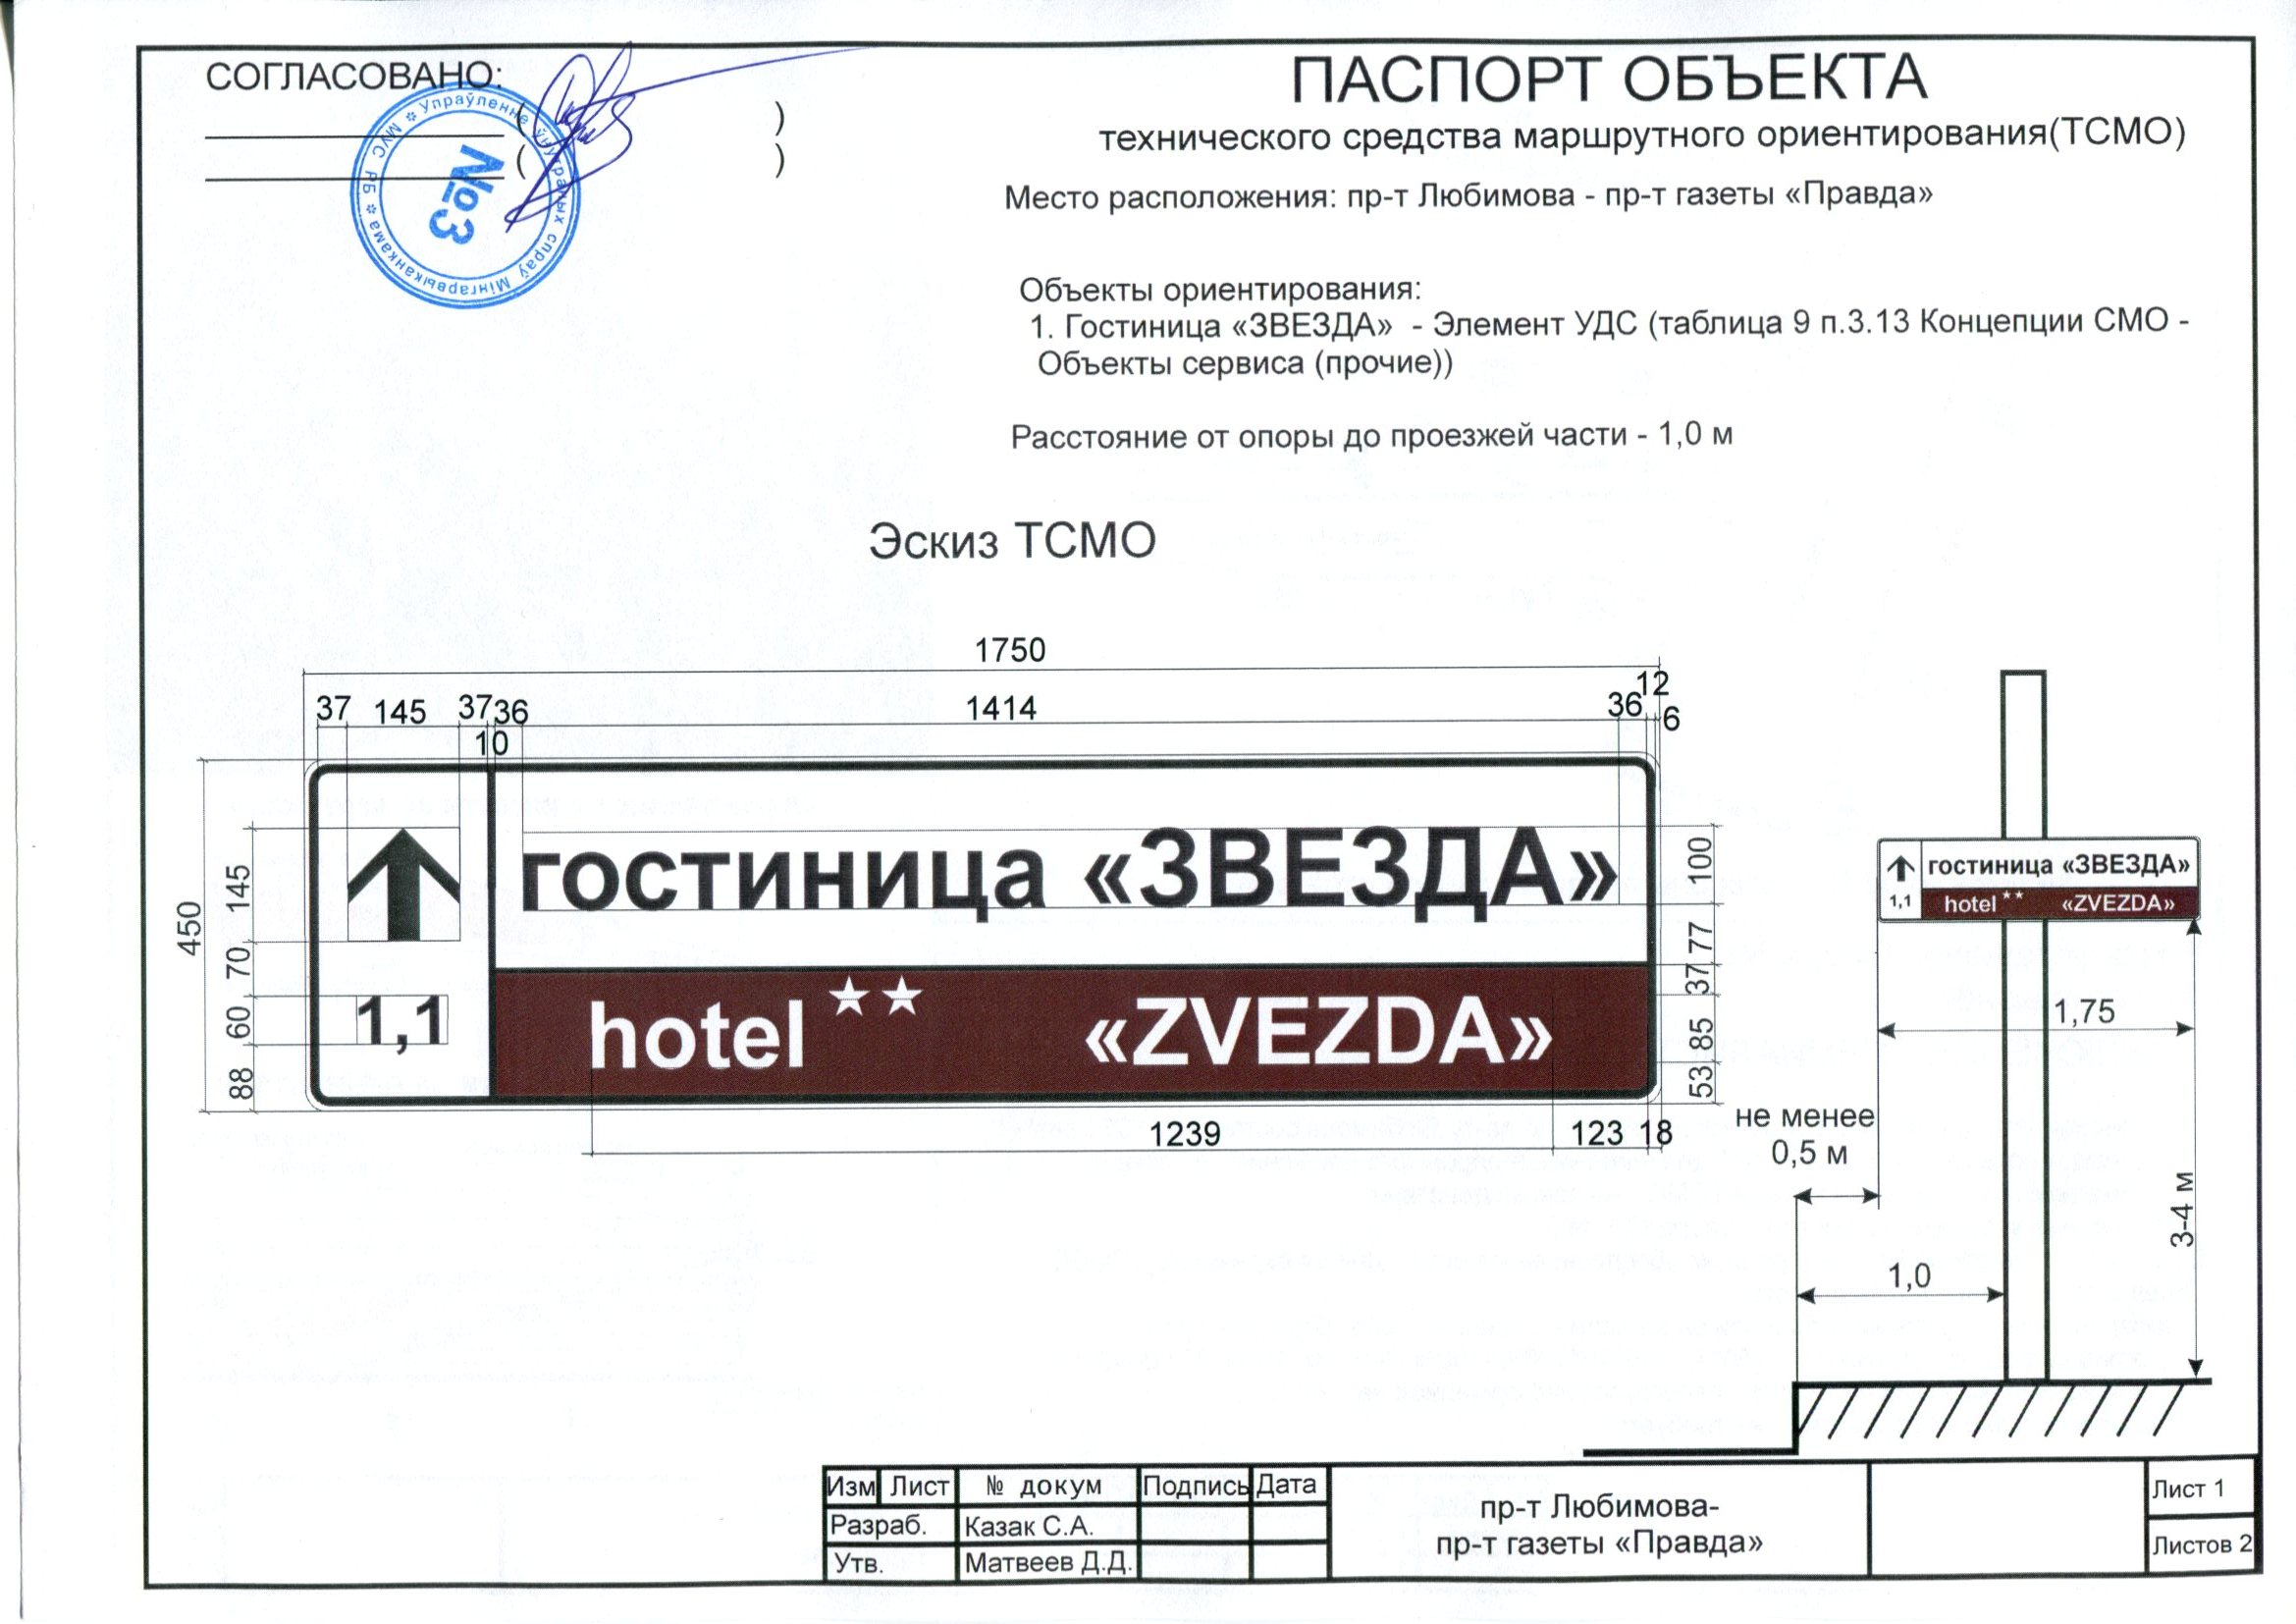 СОГЛАСОВАНО:
( )
( )
✲ Упраўленне ўнутраных спраў Мінгарвыканкама ✲ МУС РБ
№3
ПАСПОРТ ОБЪЕКТА
технического средства маршрутного ориентирования(ТСМО)
Место расположения: пр-т Любимова - пр-т газеты «Правда»
Объекты ориентирования:
1. Гостиница «ЗВЕЗДА» - Элемент УДС (таблица 9 п.3.13 Концепции СМО -
Объекты сервиса (прочие))
Расстояние от опоры до проезжей части - 1,0 м
Эскиз ТСМО
1750
37 145 37 36 1414 36 12
10 6
450
145
70
60
88
гостиница «ЗВЕЗДА»
1,1
hotel ★★ «ZVEZDA»
100
77
37
85
53
1239 123 18
гостиница «ЗВЕЗДА»
1,1 hotel ★★ «ZVEZDA»
1,75
не менее
0,5 м
3-4 м
1,0
Изм Лист № докум Подпись Дата
Разраб. Казак С.А.
Утв. Матвеев Д.Д.
пр-т Любимова-
пр-т газеты «Правда»
Лист 1
Листов 2